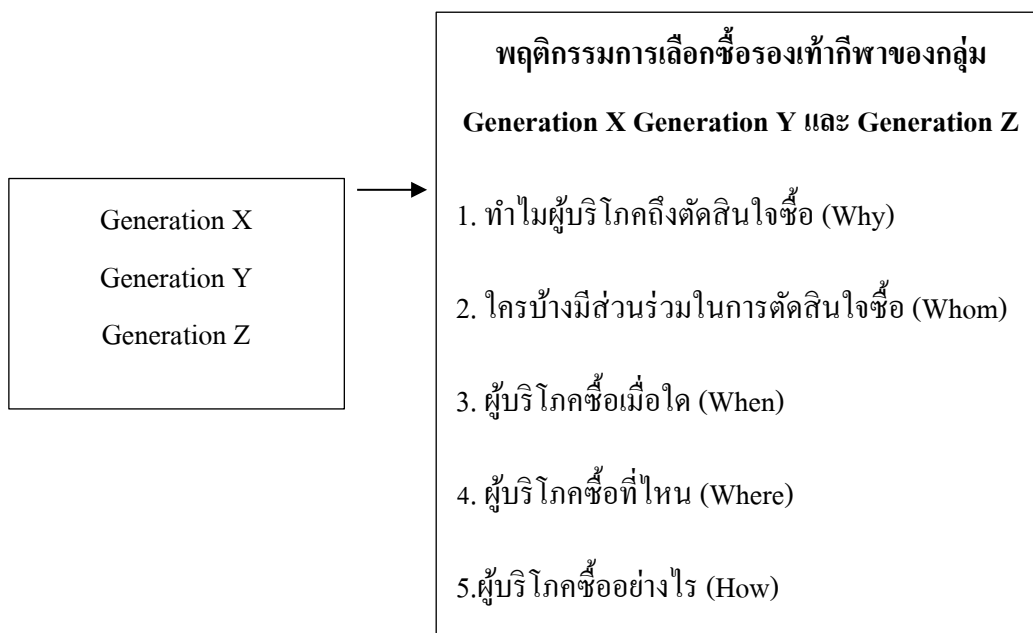 Generation X
Generation Y
Generation Z
พฤติกรรมการเลือกซื้อรองเท้ากีฬาของกลุ่ม
Generation X Generation Y และ Generation Z
1. ทำไมผู้บริโภคถึงตัดสินใจซื้อ (Why)
2. ใครบ้างมีส่วนร่วมในการตัดสินใจซื้อ (Whom)
3. ผู้บริโภคซื้อเมื่อใด (When)
4. ผู้บริโภคซื้อที่ไหน (Where)
5.ผู้บริโภคซื้ออย่างไร (How)